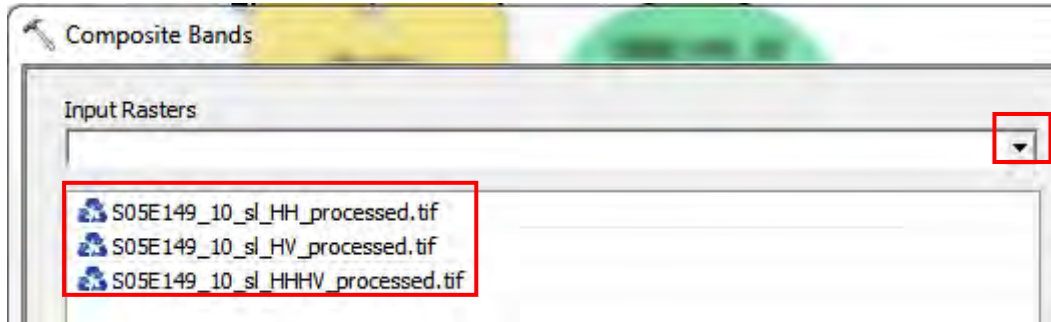 Composite Bands
Input Rasters
S05E149_10_sl_HH_processed.tif
S05E149_10_sl_HV_processed.tif
S05E149_10_sl_HHHV_processed.tif